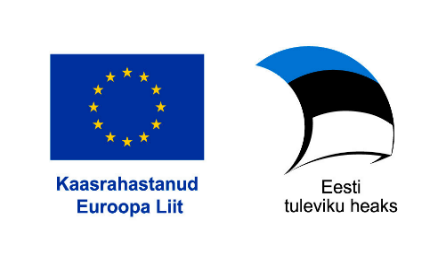 Kaasrahastanud
Euroopa Liit
Eesti
tuleviku heaks